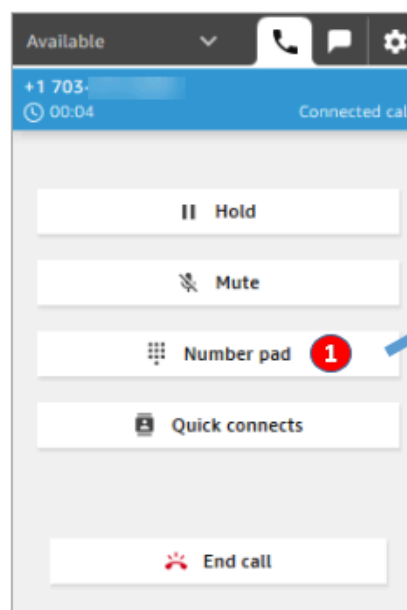 Available
+1 703-
00:04
Connected cal
Hold
Mute
Number pad 1
Quick connects
End call